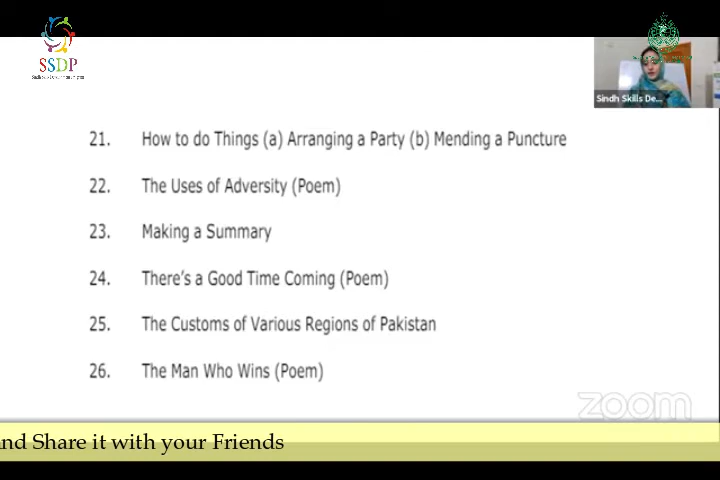 SSDP
Sindh Skills De...
21. How to do Things (a) Arranging a Party (b) Mending a Puncture
22. The Uses of Adversity (Poem)
23. Making a Summary
24. There's a Good Time Coming (Poem)
25. The Customs of Various Regions of Pakistan
26. The Man Who Wins (Poem)
zoom
and Share it with your Friends